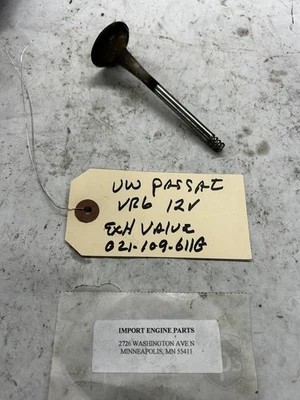 VW PASSAT
VR6 12V
EXH VALVE
021-109-611G
IMPORT ENGINE PARTS
2726 WASHINGTON AVE N
MINNEAPOLIS, MN 55411